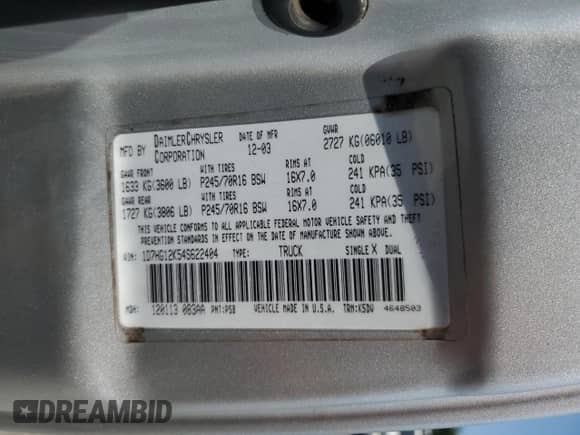 MFD BY DAIMLERCHRYSLER CORPORATION DATE OF MFR 12-03 GVWR 2727 KG(06010 LB)
GAWR FRONT WITH TIRES RIMS AT COLD
1633 KG(3600 LB) P245/70R16 BSW 16X7.0 241 KPA(35 PSI)
GAWR REAR WITH TIRES RIMS AT COLD
1727 KG(3806 LB) P245/70R16 BSW 16X7.0 241 KPA(35 PSI)
THIS VEHICLE CONFORMS TO ALL APPLICABLE FEDERAL MOTOR VEHICLE SAFETY AND THEFT
PREVENTION STANDARDS IN EFFECT ON THE DATE OF MANUFACTURE SHOWN ABOVE.
VIN: 1D7HG12K54S622404 TYPE: TRUCK SINGLE X DUAL
MDH: 120113 083AA PNT:PSB VEHICLE MADE IN U.S.A. TRM:K5DV 4648503
DREAMBID